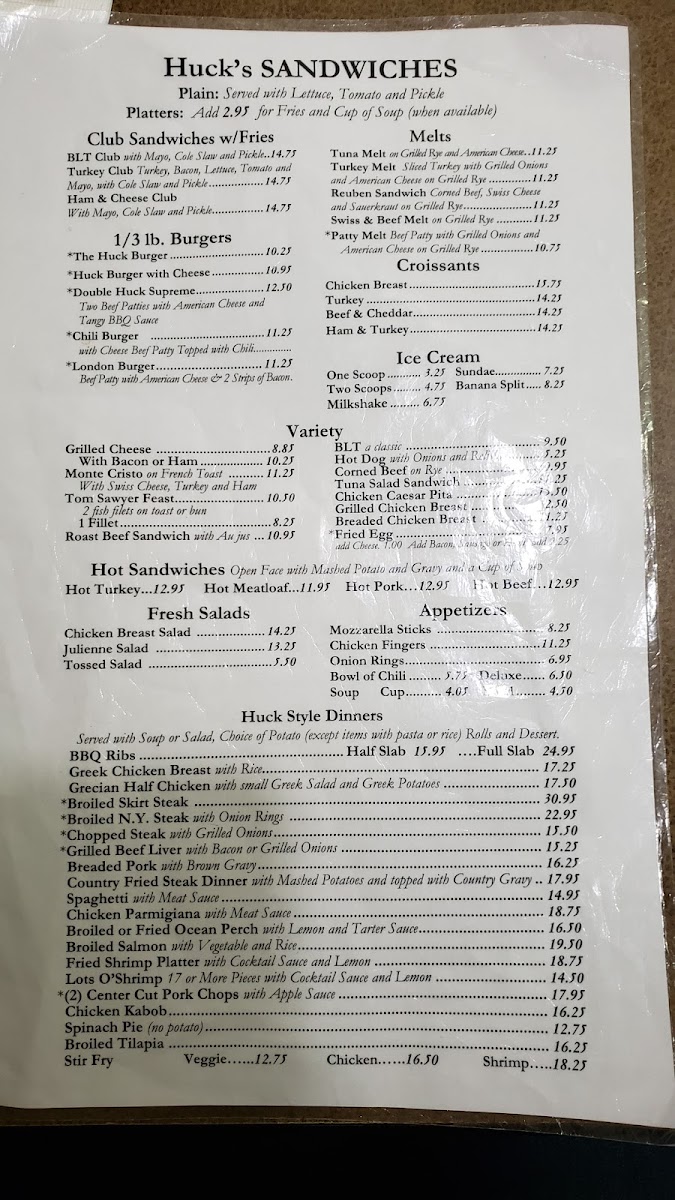 Huck's SANDWICHES
Plain: Served with Lettuce, Tomato and Pickle
Platters: Add 2.95 for Fries and Cup of Soup (when available)
Club Sandwiches w/Fries
BLT Club with Mayo, Cole Slaw and Pickle..14.75
Turkey Club Turkey, Bacon, Lettuce, Tomato and
Mayo, with Cole Slaw and Pickle.................14.75
Ham & Cheese Club
With Mayo, Cole Slaw and Pickle................14.75
1/3 lb. Burgers
*The Huck Burger............................10.25
*Huck Burger with Cheese................10.95
*Double Huck Supreme....................12.50
Two Beef Patties with American Cheese and
Tangy BBQ Sauce
*Chili Burger ..................................11.25
with Cheese Beef Patty Topped with Chili..............
*London Burger................................11.25
Beef Patty with American Cheese & 2 Strips of Bacon.
Melts
Tuna Melt on Grilled Rye and American Cheese..11.25
Turkey Melt Sliced Turkey with Grilled Onions
and American Cheese on Grilled Rye ..............11.25
Reuben Sandwich Corned Beef, Swiss Cheese
and Sauerkraut on Grilled Rye.....................11.25
Swiss & Beef Melt on Grilled Rye ...........11.25
*Patty Melt Beef Patty with Grilled Onions and
American Cheese on Grilled Rye ................10.75
Croissants
Chicken Breast......................................15.75
Turkey ..................................................14.25
Beef & Cheddar.....................................14.25
Ham & Turkey......................................14.25
Ice Cream
One Scoop ........... 3.25 Sundae............... 7.25
Two Scoops......... 4.75 Banana Split..... 8.25
Milkshake ......... 6.75
Variety
Grilled Cheese ..............................8.85
With Bacon or Ham ................... 10.25
Monte Cristo on French Toast ......... 11.25
With Swiss Cheese, Turkey and Ham
Tom Sawyer Feast........................10.50
2 fish filets on toast or bun
1 Fillet.........................................8.25
Roast Beef Sandwich with Au jus ... 10.95
BLT a classic .................................... 9.50
Hot Dog with Onions and 5.25
Corned Beef on Rye
Tuna Salad Sandwich
Chicken Caesar Pita
Grilled Chicken Breast
Breaded Chicken Breast
*Fried Egg
add Cheese, 1.00 Add Bacon, Sausage or
Hot Sandwiches Open Face with Mashed Potato and Gravy and a Cup of Soup
Hot Turkey...12.95 Hot Meatloaf...11.95 Hot Pork...12.95 Hot Beef...12.95
Fresh Salads
Chicken Breast Salad ..................14.25
Julienne Salad .............................13.25
Tossed Salad ................................5.50
Appetizers
Mozzarella Sticks ............................. 8.25
Chicken Fingers ..............................11.25
Onion Rings..................................... 6.95
Bowl of Chili ......... 5.75 Deluxe...... 6.50
Soup Cup.......... 4.05 4.50
Huck Style Dinners
Served with Soup or Salad, Choice of Potato (except items with pasta or rice) Rolls and Dessert.
BBQ Ribs .................................................Half Slab 15.95 ....Full Slab 24.95
Greek Chicken Breast with Rice.................................................17.25
Grecian Half Chicken with small Greek Salad and Greek Potatoes ......................... 17.50
*Broiled Skirt Steak ................................................................ 30.95
*Broiled N.Y. Steak with Onion Rings ............................................ 22.95
*Chopped Steak with Grilled Onions............................................... 15.50
*Grilled Beef Liver with Bacon or Grilled Onions ................................ 15.25
Breaded Pork with Brown Gravy.................................................... 16.25
Country Fried Steak Dinner with Mashed Potatoes and topped with Country Gravy .. 17.95
Spaghetti with Meat Sauce ........................................................ 14.95
Chicken Parmigiana with Meat Sauce ............................................... 18.75
Broiled or Fried Ocean Perch with Lemon and Tarter Sauce............................ 16.50
Broiled Salmon with Vegetable and Rice............................................ 19.50
Fried Shrimp Platter with Cocktail Sauce and Lemon ................................ 18.75
Lots O'Shrimp 17 or More Pieces with Cocktail Sauce and Lemon ......................... 14.50
*(2) Center Cut Pork Chops with Apple Sauce ....................................... 17.95
Chicken Kabob..................................................................... 16.25
Spinach Pie (no potato)........................................................... 12.75
Broiled Tilapia .................................................................. 16.25
Stir Fry Veggie......12.75 Chicken......16.50 Shrimp.....18.25